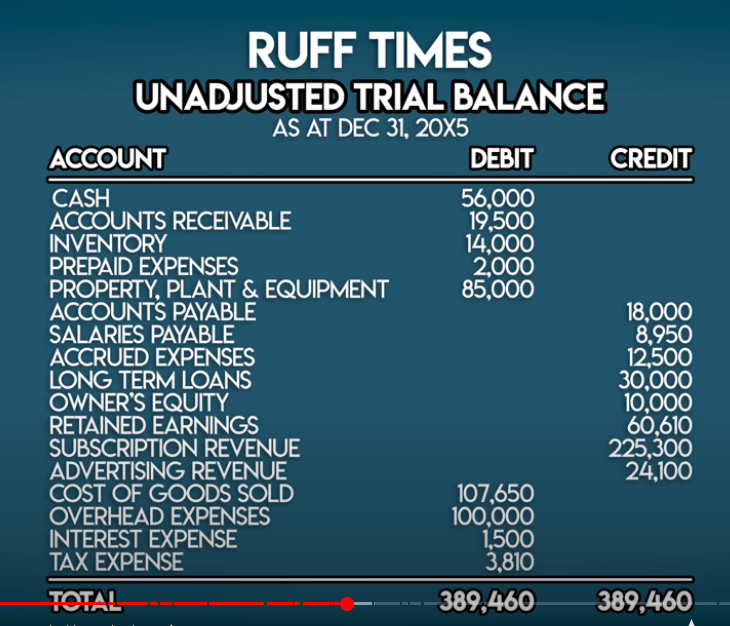 RUFF TIMES
UNADJUSTED TRIAL BALANCE
AS AT DEC 31, 20X5
ACCOUNT DEBIT CREDIT
CASH 56,000
ACCOUNTS RECEIVABLE 19,500
INVENTORY 14,000
PREPAID EXPENSES 2,000
PROPERTY, PLANT & EQUIPMENT 85,000
ACCOUNTS PAYABLE 18,000
SALARIES PAYABLE 8,950
ACCRUED EXPENSES 12,500
LONG TERM LOANS 30,000
OWNER'S EQUITY 10,000
RETAINED EARNINGS 60,610
SUBSCRIPTION REVENUE 225,300
ADVERTISING REVENUE 24,100
COST OF GOODS SOLD 107,650
OVERHEAD EXPENSES 100,000
INTEREST EXPENSE 1,500
TAX EXPENSE 3,810
TOTAL 389,460 389,460